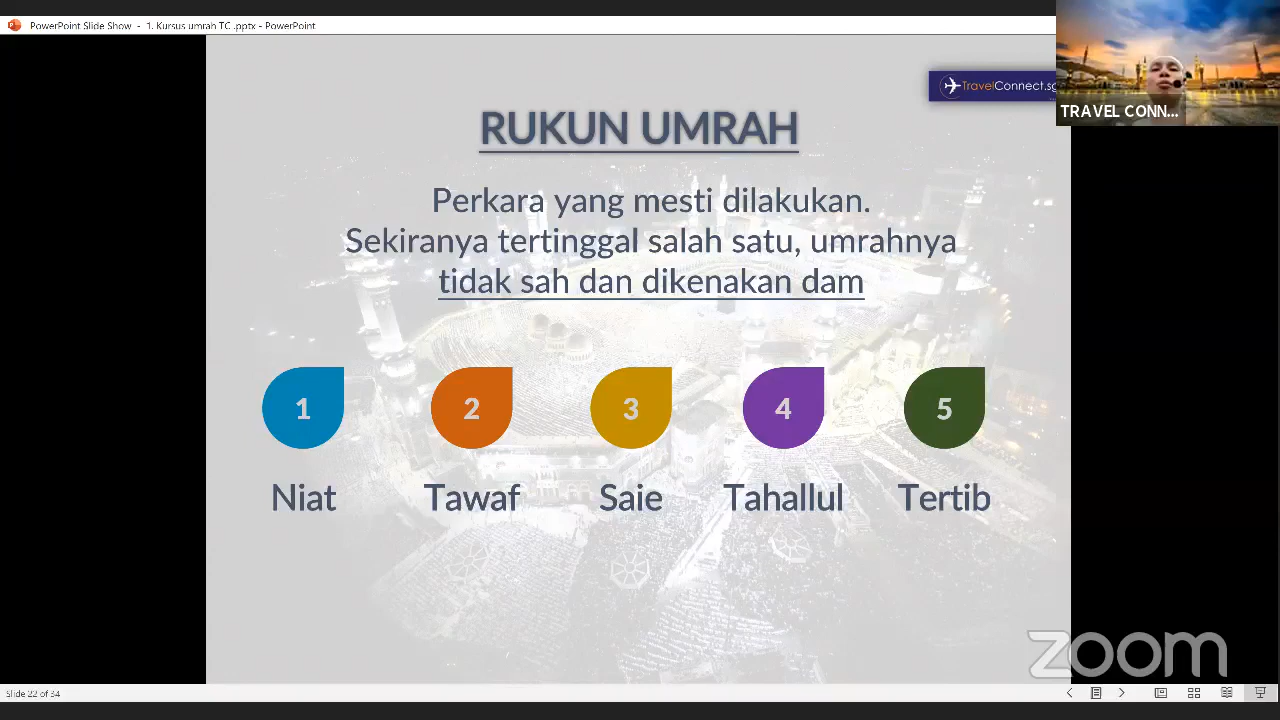 PowerPoint Slide Show - 1. Kursus umrah TC .pptx - PowerPoint
TravelConnect.sg
TRAVEL CONN...
RUKUN UMRAH
Perkara yang mesti dilakukan.
Sekiranya tertinggal salah satu, umrahnya
tidak sah dan dikenakan dam
1 2 3 4 5
Niat Tawaf Saie Tahallul Tertib
zoom
Slide 22 of 34